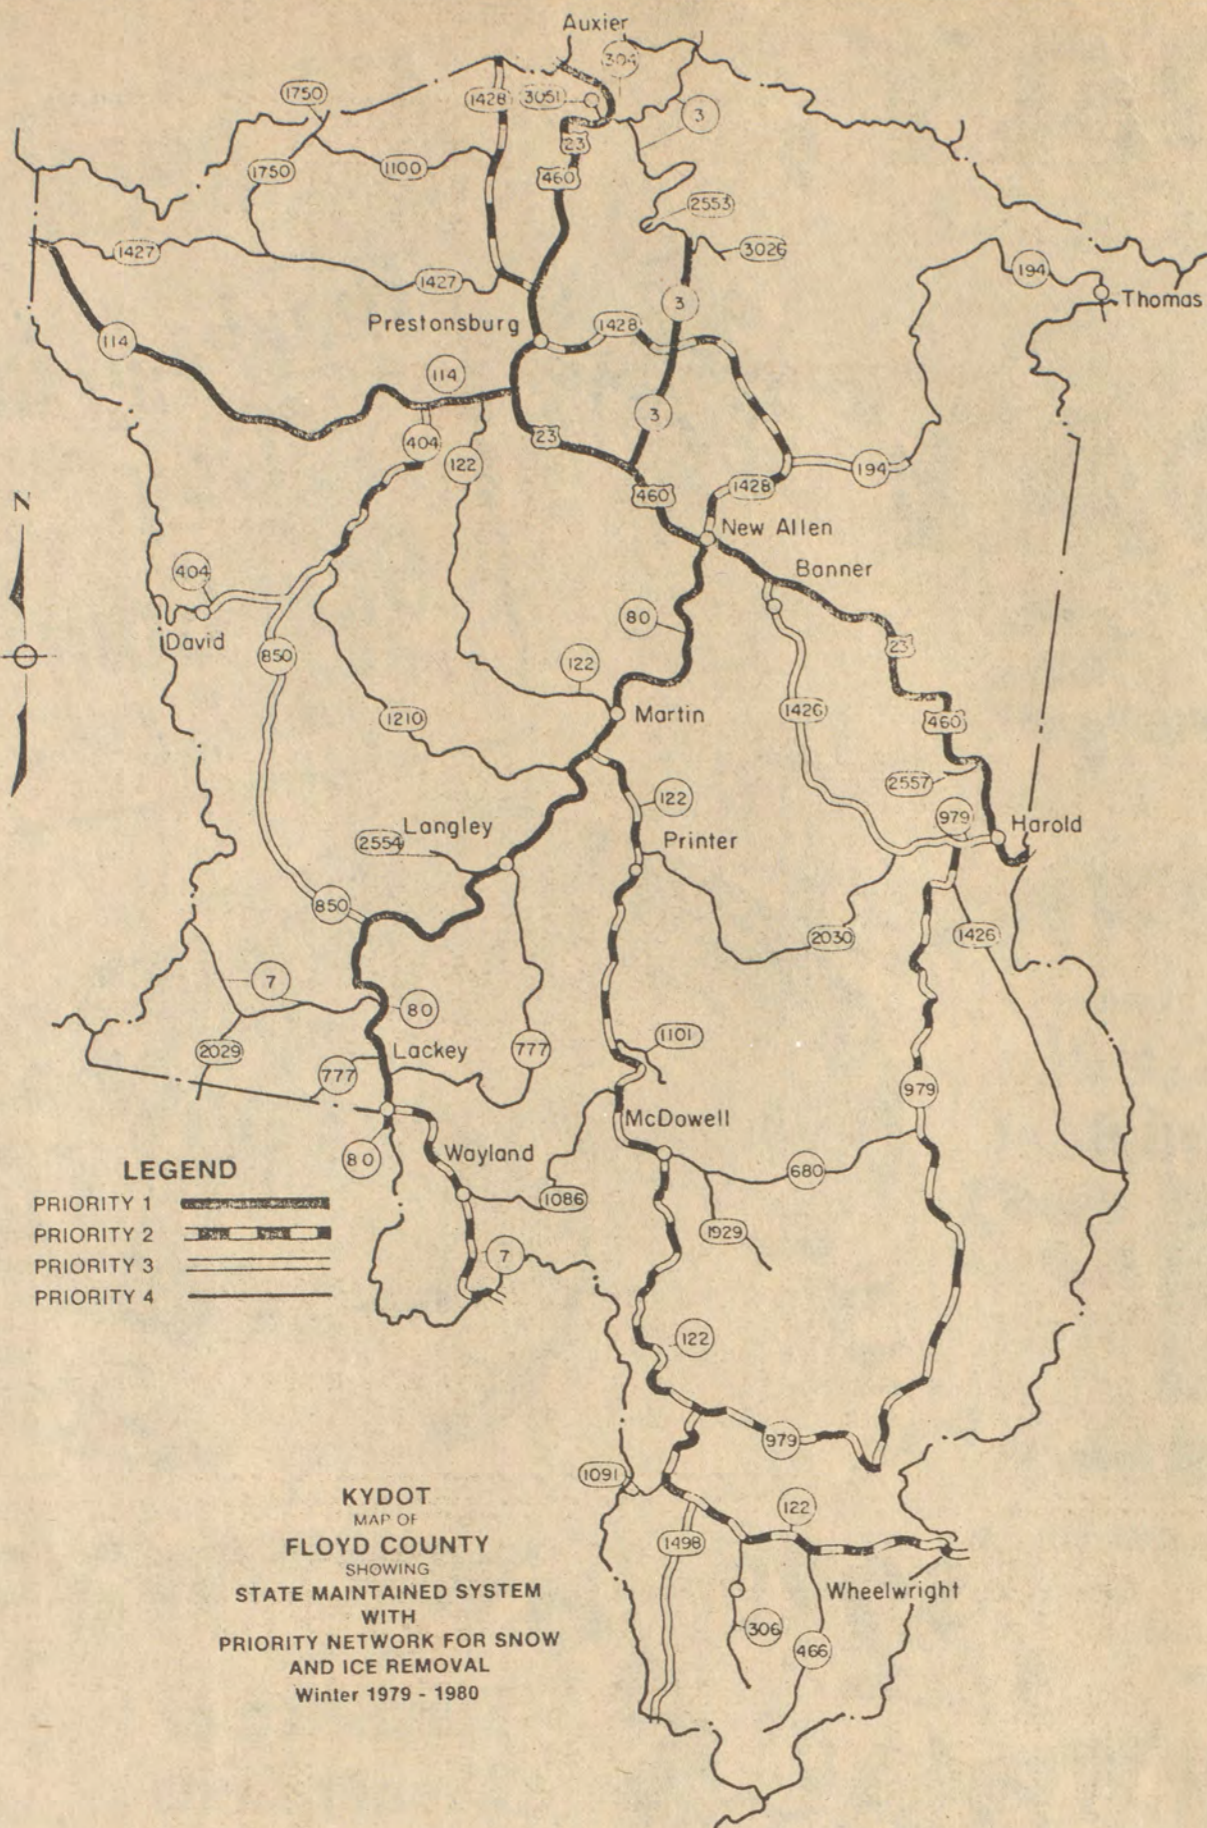 Auxier
304
1750
1428
3051
3
23
1750
1100
460
2553
3026
1427
1427
194
Thomas
3
Prestonsburg
1428
114
114
3
404
122
23
194
460
1428
N
New Allen
Banner
404
David
80
850
122
23
1210
Martin
1426
460
2557
122
979
Harold
Langley
2554
Printer
850
2030
1426
7
80
2029
Lackey
777
777
1101
979
McDowell
80
Wayland
680
1086
1929
7
LEGEND
PRIORITY 1
PRIORITY 2
PRIORITY 3
PRIORITY 4
122
979
1091
122
1498
Wheelwright
306
466
KYDOT
MAP OF
FLOYD COUNTY
SHOWING
STATE MAINTAINED SYSTEM
WITH
PRIORITY NETWORK FOR SNOW
AND ICE REMOVAL
Winter 1979 - 1980